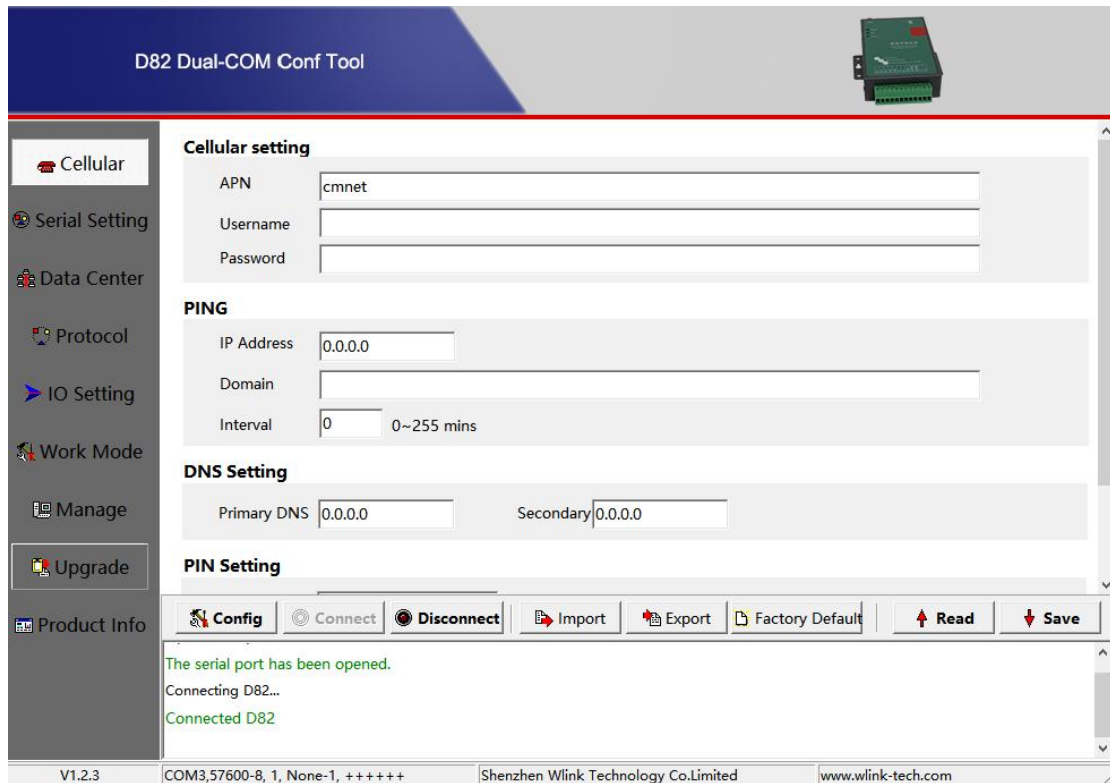 D82 Dual-COM Conf Tool
Cellular
Serial Setting
Data Center
Protocol
IO Setting
Work Mode
Manage
Upgrade
Product Info
Cellular setting
APN cmnet
Username
Password
PING
IP Address 0.0.0.0
Domain
Interval 0 0~255 mins
DNS Setting
Primary DNS 0.0.0.0 Secondary 0.0.0.0
PIN Setting
Config Connect Disconnect Import Export Factory Default Read Save
The serial port has been opened.
Connecting D82...
Connected D82
V1.2.3 COM3,57600-8, 1, None-1, ++++++ Shenzhen Wlink Technology Co.Limited www.wlink-tech.com